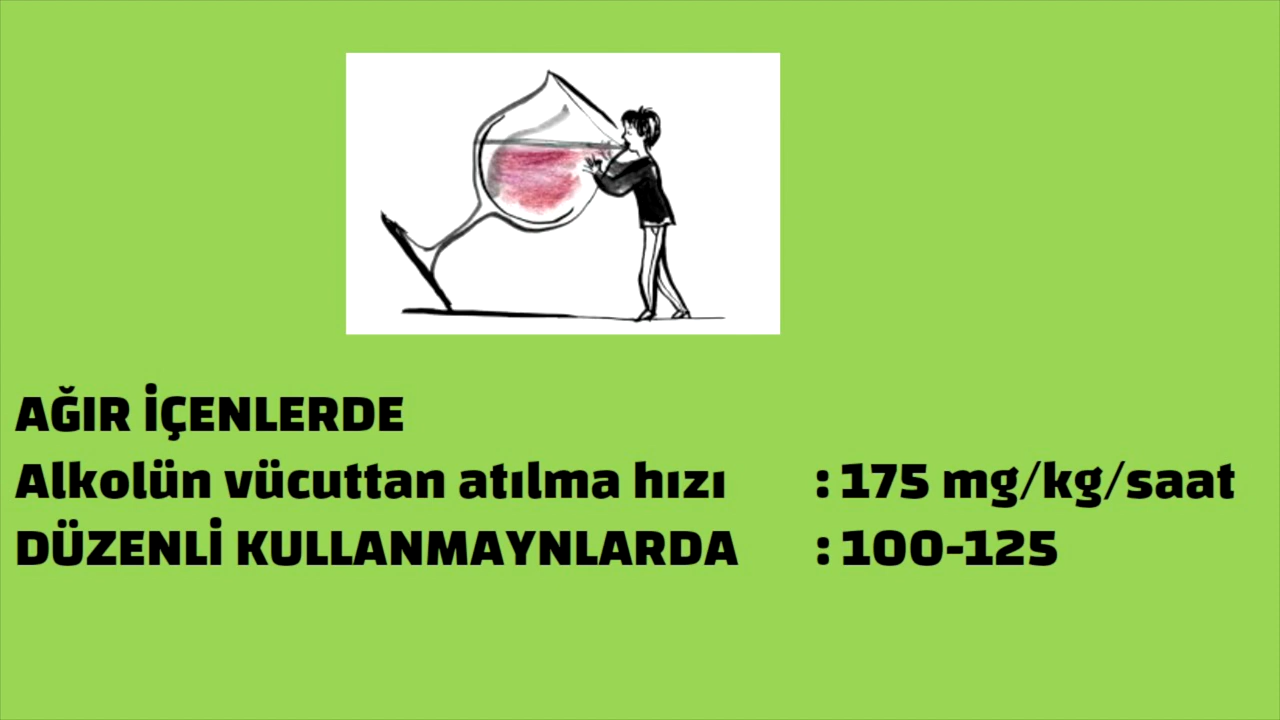 AĞIR İÇENLERDE
Alkolün vücuttan atılma hızı : 175 mg/kg/saat
DÜZENLİ KULLANMAYNLARDA : 100-125